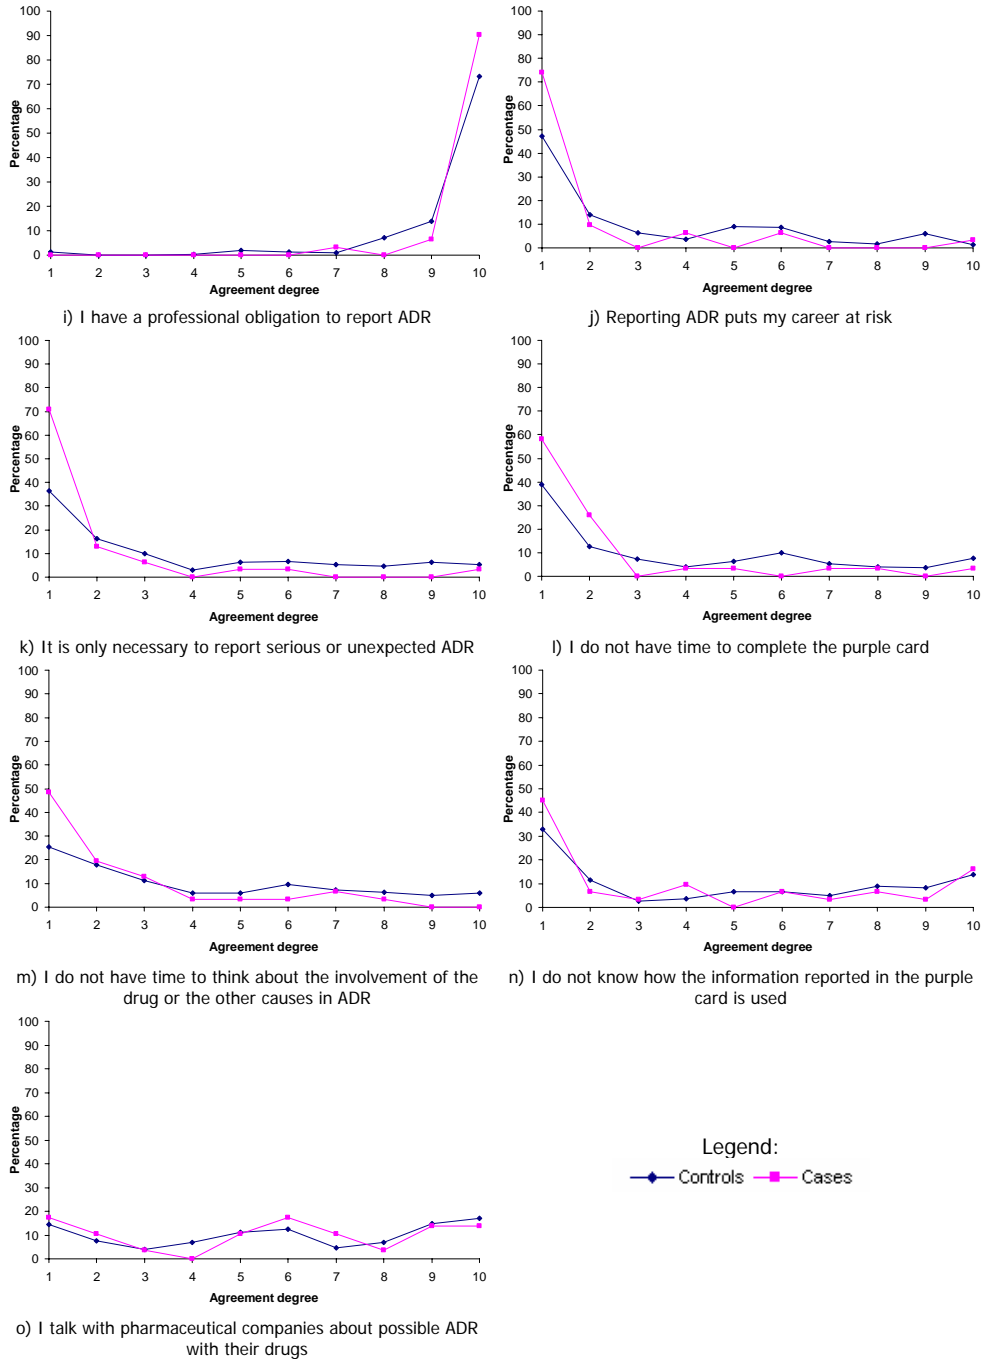 100
90
80
70
60
50
40
30
20
10
0
Percentage
1 2 3 4 5 6 7 8 9 10
Agreement degree
i) I have a professional obligation to report ADR
100
90
80
70
60
50
40
30
20
10
0
Percentage
1 2 3 4 5 6 7 8 9 10
Agreement degree
j) Reporting ADR puts my career at risk
100
90
80
70
60
50
40
30
20
10
0
Percentage
1 2 3 4 5 6 7 8 9 10
Agreement degree
k) It is only necessary to report serious or unexpected ADR
100
90
80
70
60
50
40
30
20
10
0
Percentage
1 2 3 4 5 6 7 8 9 10
Agreement degree
l) I do not have time to complete the purple card
100
90
80
70
60
50
40
30
20
10
0
Percentage
1 2 3 4 5 6 7 8 9 10
Agreement degree
m) I do not have time to think about the involvement of the
drug or the other causes in ADR
100
90
80
70
60
50
40
30
20
10
0
Percentage
1 2 3 4 5 6 7 8 9 10
Agreement degree
n) I do not know how the information reported in the purple
card is used
100
90
80
70
60
50
40
30
20
10
0
Percentage
1 2 3 4 5 6 7 8 9 10
Agreement degree
o) I talk with pharmaceutical companies about possible ADR
with their drugs
Legend:
Controls Cases